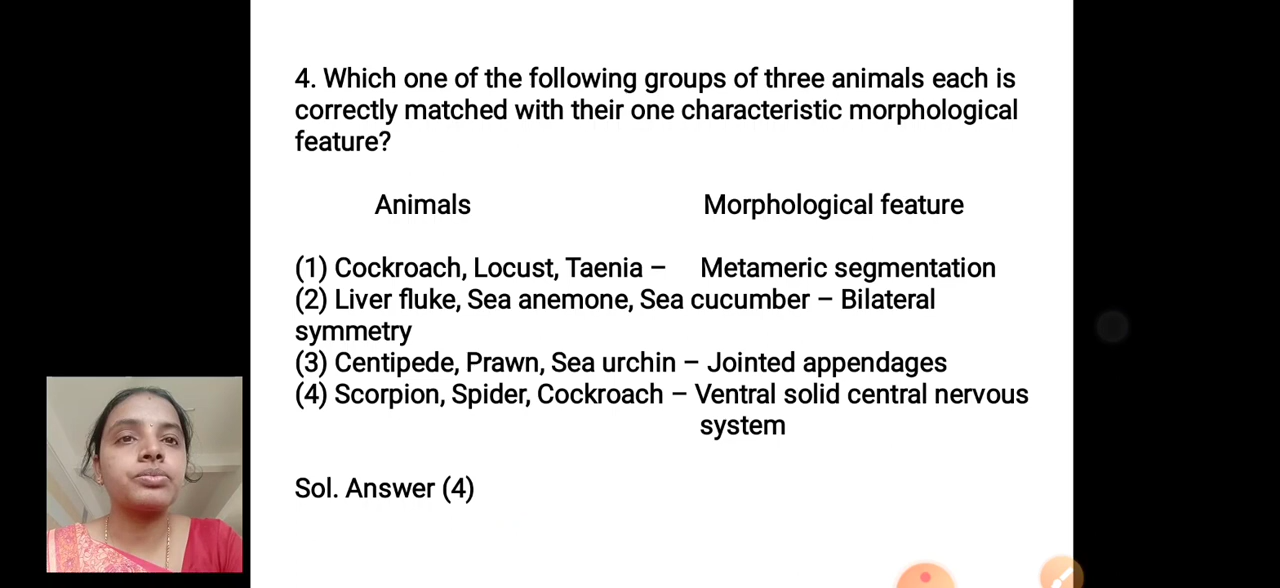 4. Which one of the following groups of three animals each is
correctly matched with their one characteristic morphological
feature?
Animals Morphological feature
(1) Cockroach, Locust, Taenia – Metameric segmentation
(2) Liver fluke, Sea anemone, Sea cucumber – Bilateral
symmetry
(3) Centipede, Prawn, Sea urchin – Jointed appendages
(4) Scorpion, Spider, Cockroach – Ventral solid central nervous
system
Sol. Answer (4)